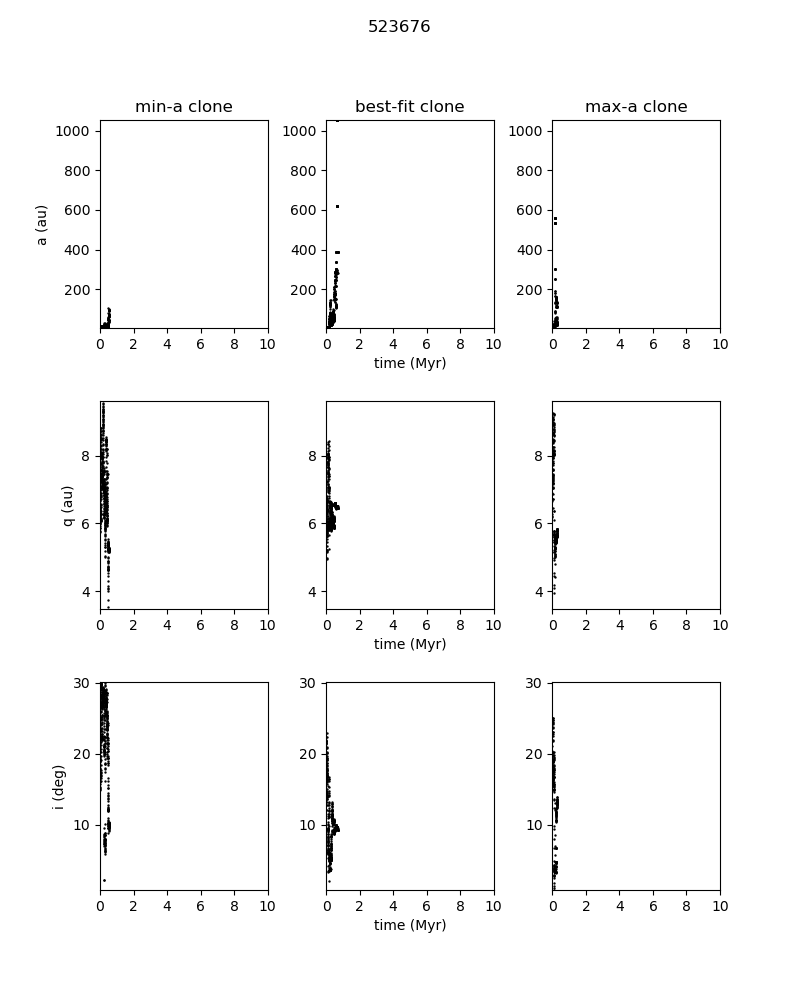 523676
min-a clone best-fit clone max-a clone
1000 1000 1000
800 800 800
a (au) 600 600 600
400 400 400
200 200 200
0 2 4 6 8 10 0 2 4 6 8 10 0 2 4 6 8 10
time (Myr) time (Myr)
8 8 8
q (au) 6 6 6
4 4 4
0 2 4 6 8 10 0 2 4 6 8 10 0 2 4 6 8 10
time (Myr) time (Myr)
30 30 30
20 20 20
i (deg) 10 10 10
0 2 4 6 8 10 0 2 4 6 8 10 0 2 4 6 8 10
time (Myr)